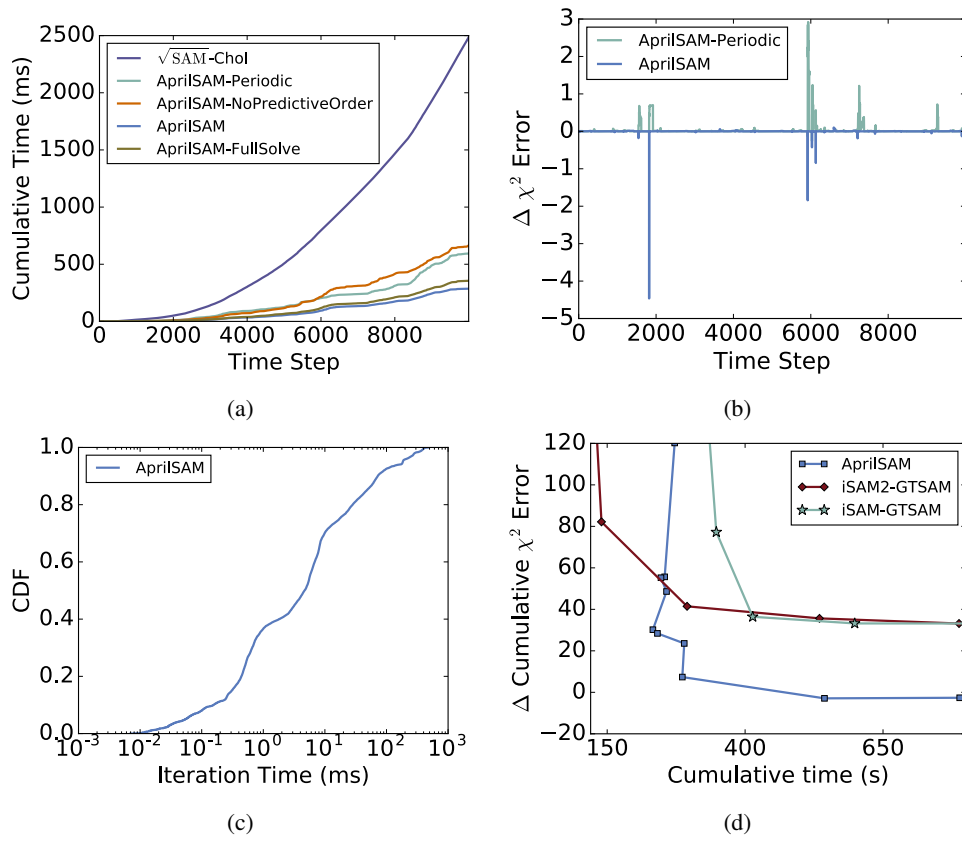 2500
2000
1500
1000
500
0
Cumulative Time (ms)
√SAM-Chol
AprilSAM-Periodic
AprilSAM-NoPredictiveOrder
AprilSAM
AprilSAM-FullSolve
2000 4000 6000 8000
Time Step
(a)
3
2
1
0
−1
−2
−3
−4
−5
Δ χ² Error
AprilSAM-Periodic
AprilSAM
0 2000 4000 6000 8000
Time Step
(b)
1.0
0.8
0.6
0.4
0.2
0.0
CDF
AprilSAM
10⁻³ 10⁻² 10⁻¹ 10⁰ 10¹ 10² 10³
Iteration Time (ms)
(c)
120
100
80
60
40
20
0
−20
Δ Cumulative χ² Error
AprilSAM
iSAM2-GTSAM
iSAM-GTSAM
150 400 650
Cumulative time (s)
(d)